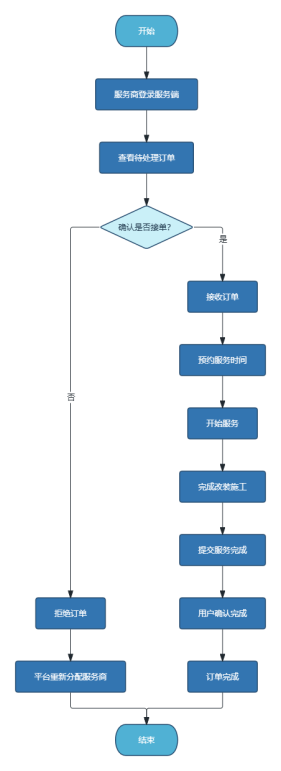 开始
服务商登录服务端
查看待处理订单
确认是否接单？
是
接收订单
预约服务时间
否
开始服务
完成改装施工
提交服务完成
拒绝订单
用户确认完成
平台重新分配服务商
订单完成
结束